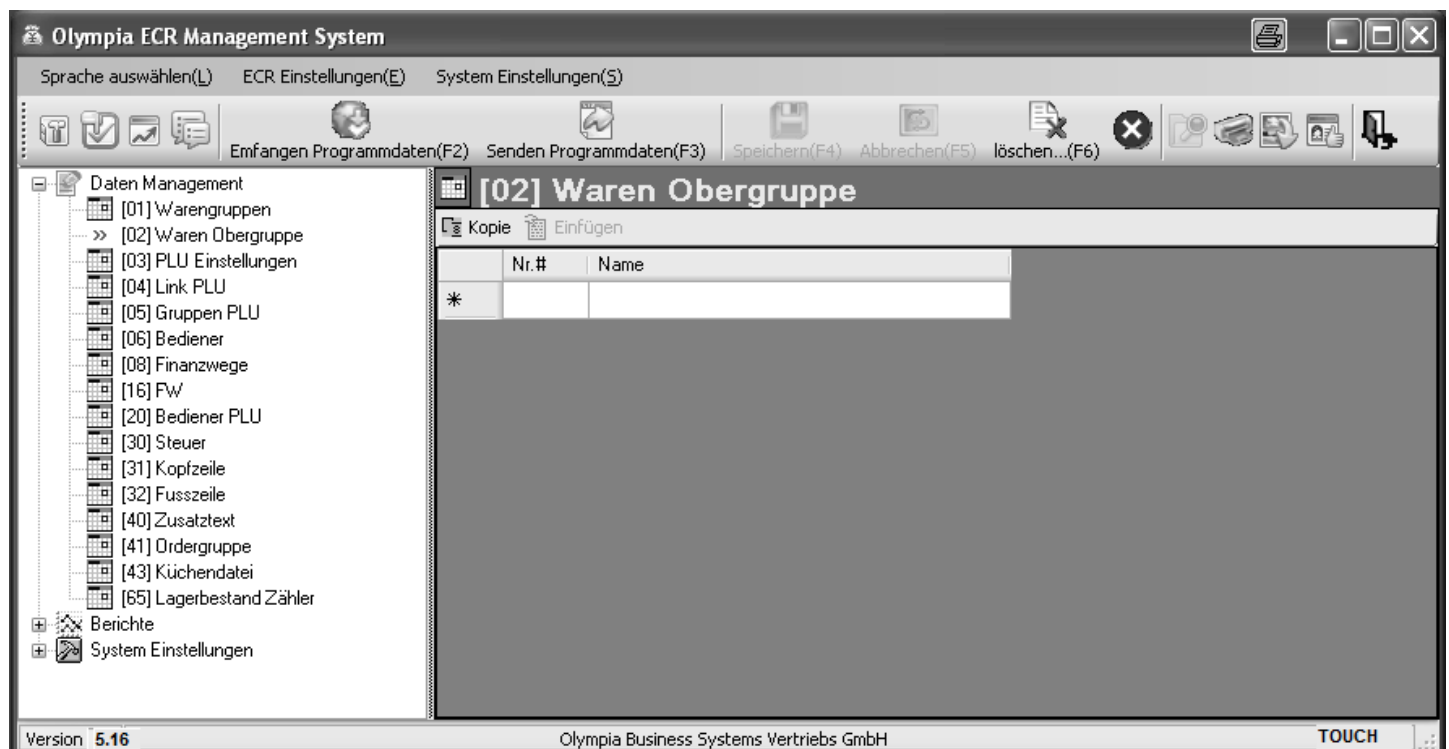 Olympia ECR Management System
Sprache auswählen(L) ECR Einstellungen(E) System Einstellungen(S)
Emfangen Programmdaten(F2) Senden Programmdaten(F3) Speichern(F4) Abbrechen(F5) löschen...(F6)
Daten Management
[01] Warengruppen
[02] Waren Obergruppe
[03] PLU Einstellungen
[04] Link PLU
[05] Gruppen PLU
[06] Bediener
[08] Finanzwege
[16] FW
[20] Bediener PLU
[30] Steuer
[31] Kopfzeile
[32] Fusszeile
[40] Zusatztext
[41] Ordergruppe
[43] Küchendatei
[65] Lagerbestand Zähler
Berichte
System Einstellungen
[02] Waren Obergruppe
Kopie Einfügen
Nr.# Name
Version 5.16 Olympia Business Systems Vertriebs GmbH TOUCH